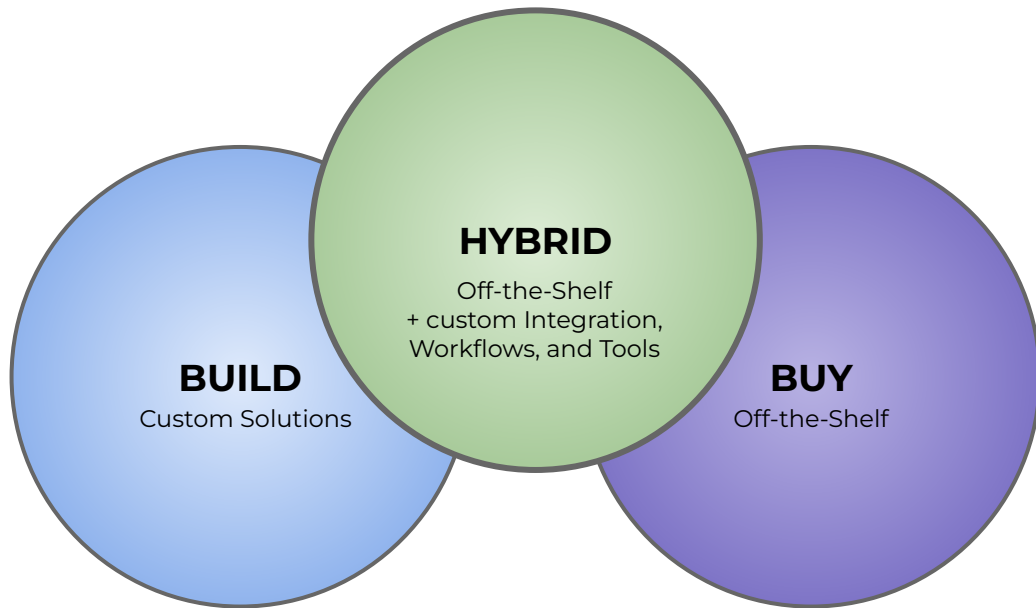 HYBRID
Off-the-Shelf
+ custom Integration,
Workflows, and Tools
BUILD
Custom Solutions
BUY
Off-the-Shelf